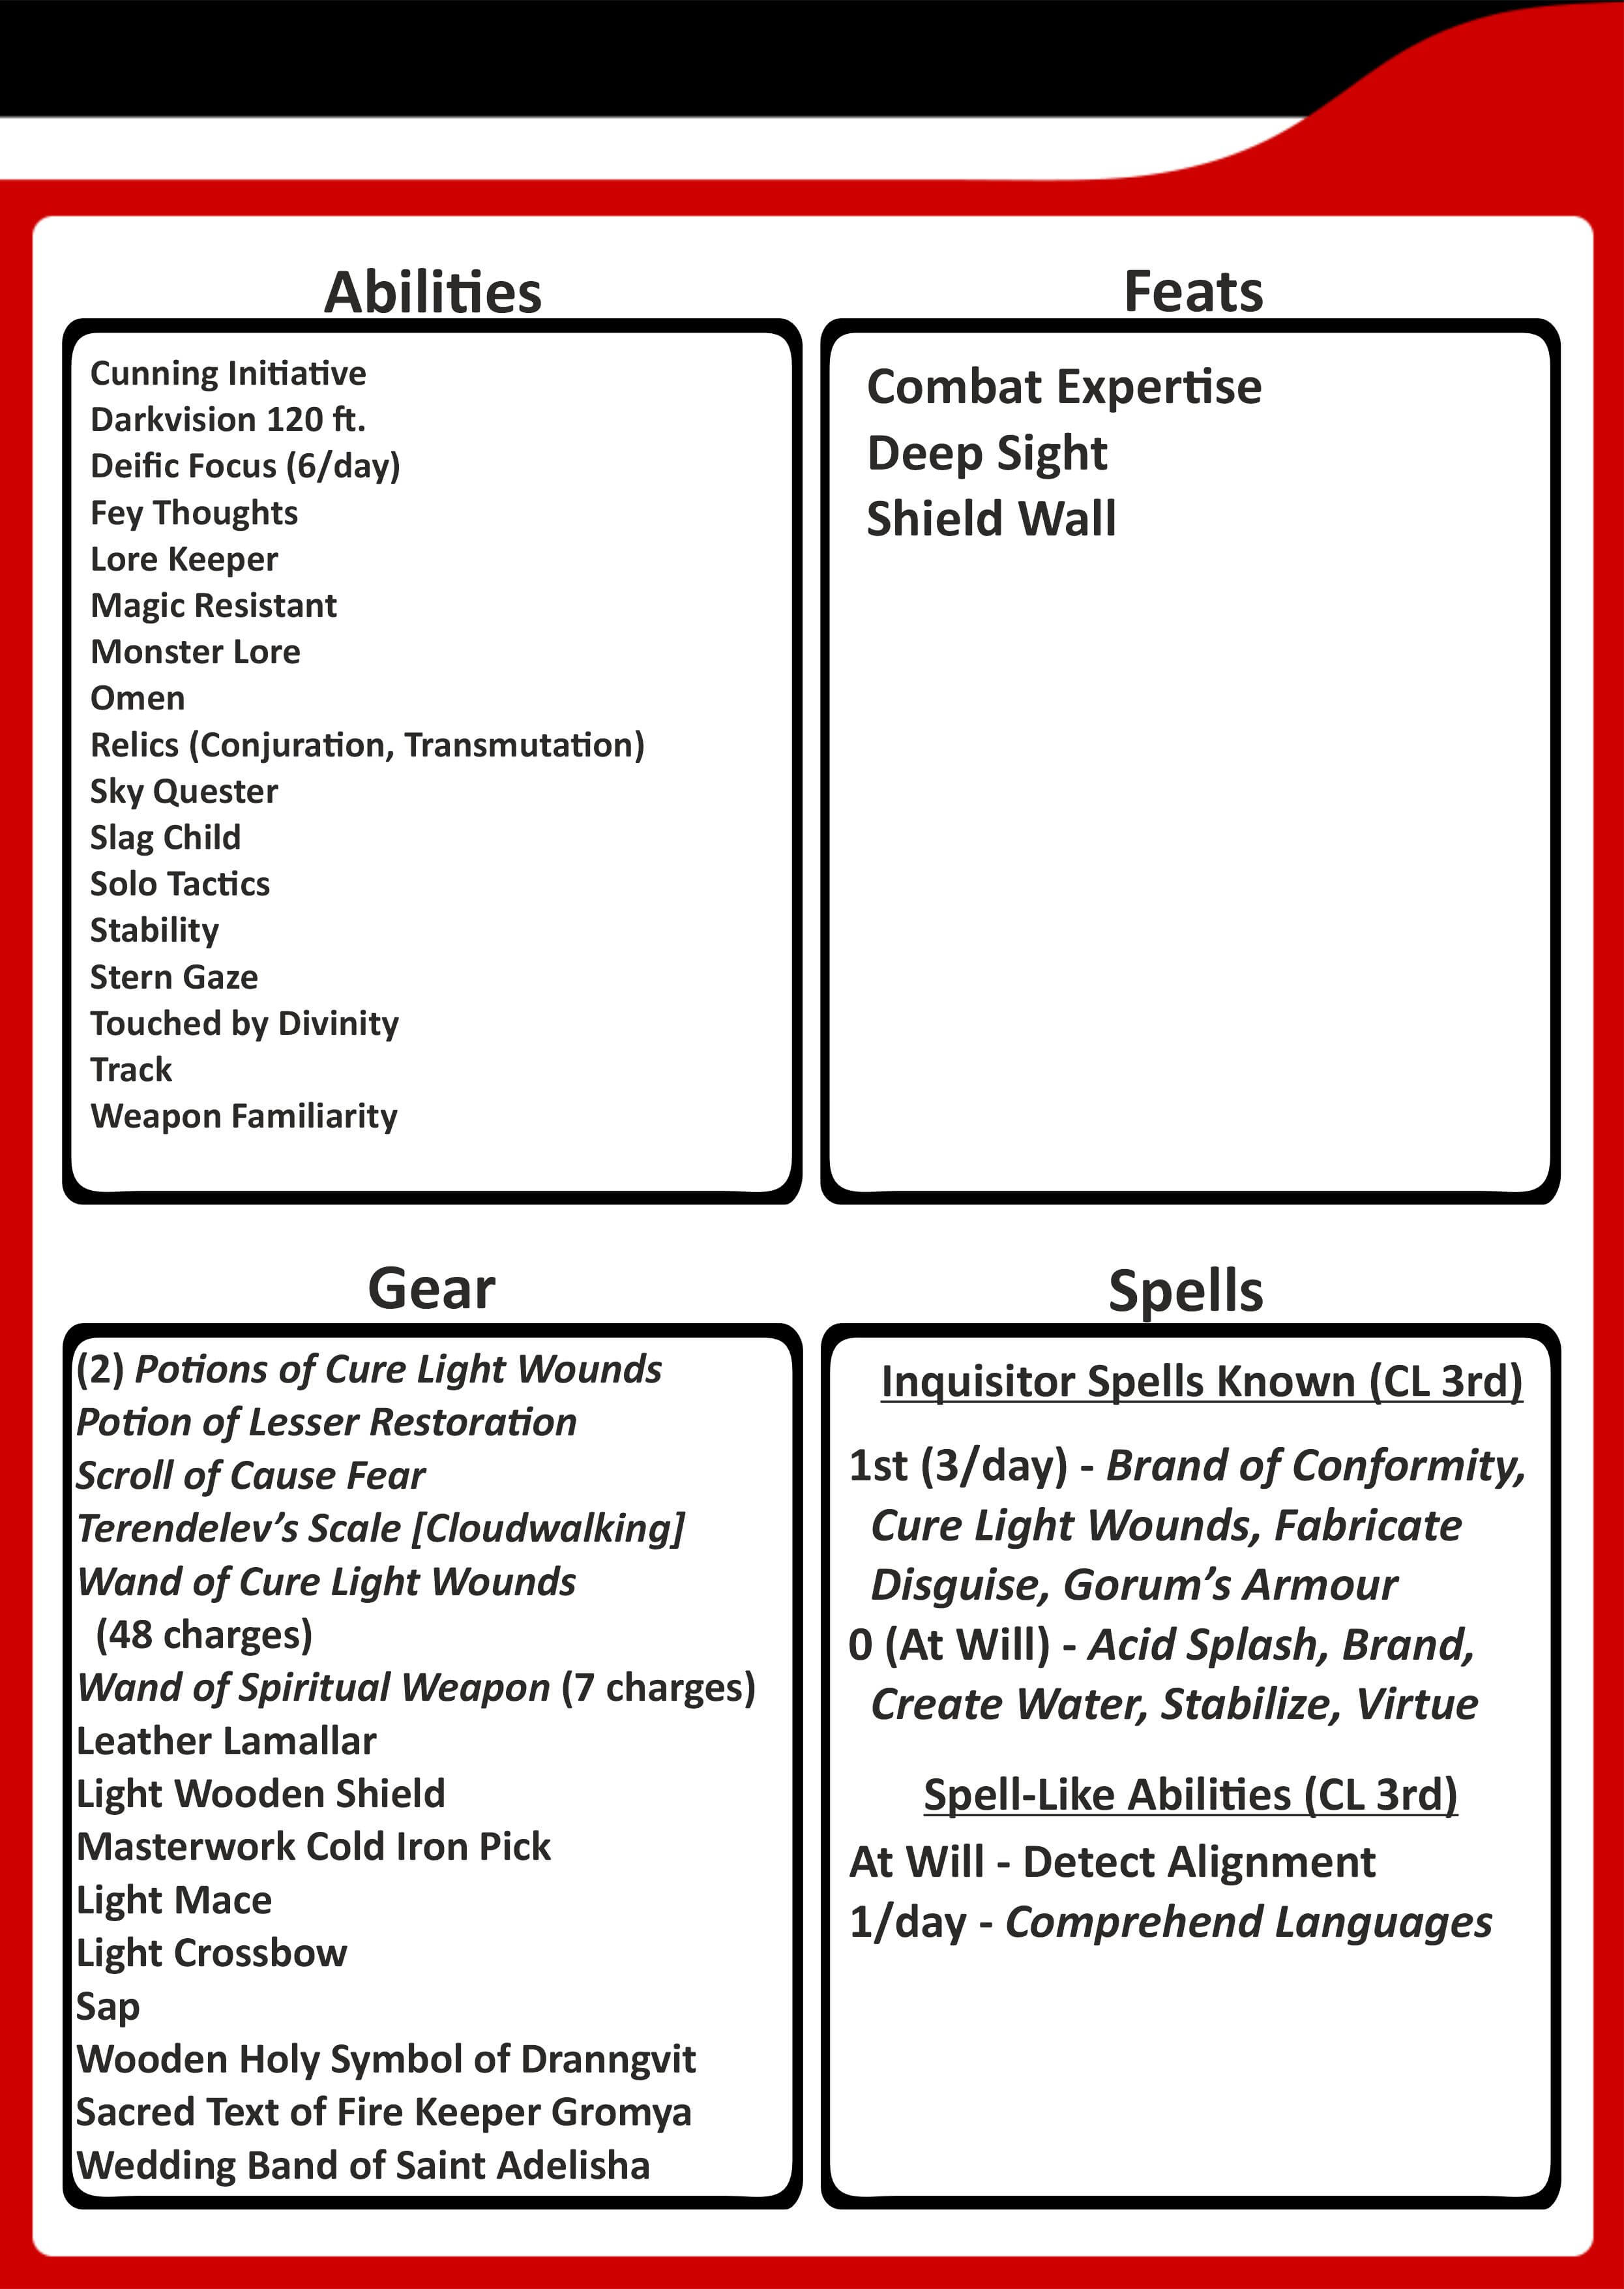 Abilities
Cunning Initiative
Darkvision 120 ft.
Deific Focus (6/day)
Fey Thoughts
Lore Keeper
Magic Resistant
Monster Lore
Omen
Relics (Conjuration, Transmutation)
Sky Quester
Slag Child
Solo Tactics
Stability
Stern Gaze
Touched by Divinity
Track
Weapon Familiarity
Feats
Combat Expertise
Deep Sight
Shield Wall
Gear
(2) Potions of Cure Light Wounds
Potion of Lesser Restoration
Scroll of Cause Fear
Terendelev’s Scale [Cloudwalking]
Wand of Cure Light Wounds
(48 charges)
Wand of Spiritual Weapon (7 charges)
Leather Lamallar
Light Wooden Shield
Masterwork Cold Iron Pick
Light Mace
Light Crossbow
Sap
Wooden Holy Symbol of Dranngvit
Sacred Text of Fire Keeper Gromya
Wedding Band of Saint Adelisha
Spells
Inquisitor Spells Known (CL 3rd)
1st (3/day) - Brand of Conformity,
Cure Light Wounds, Fabricate
Disguise, Gorum’s Armour
0 (At Will) - Acid Splash, Brand,
Create Water, Stabilize, Virtue
Spell-Like Abilities (CL 3rd)
At Will - Detect Alignment
1/day - Comprehend Languages